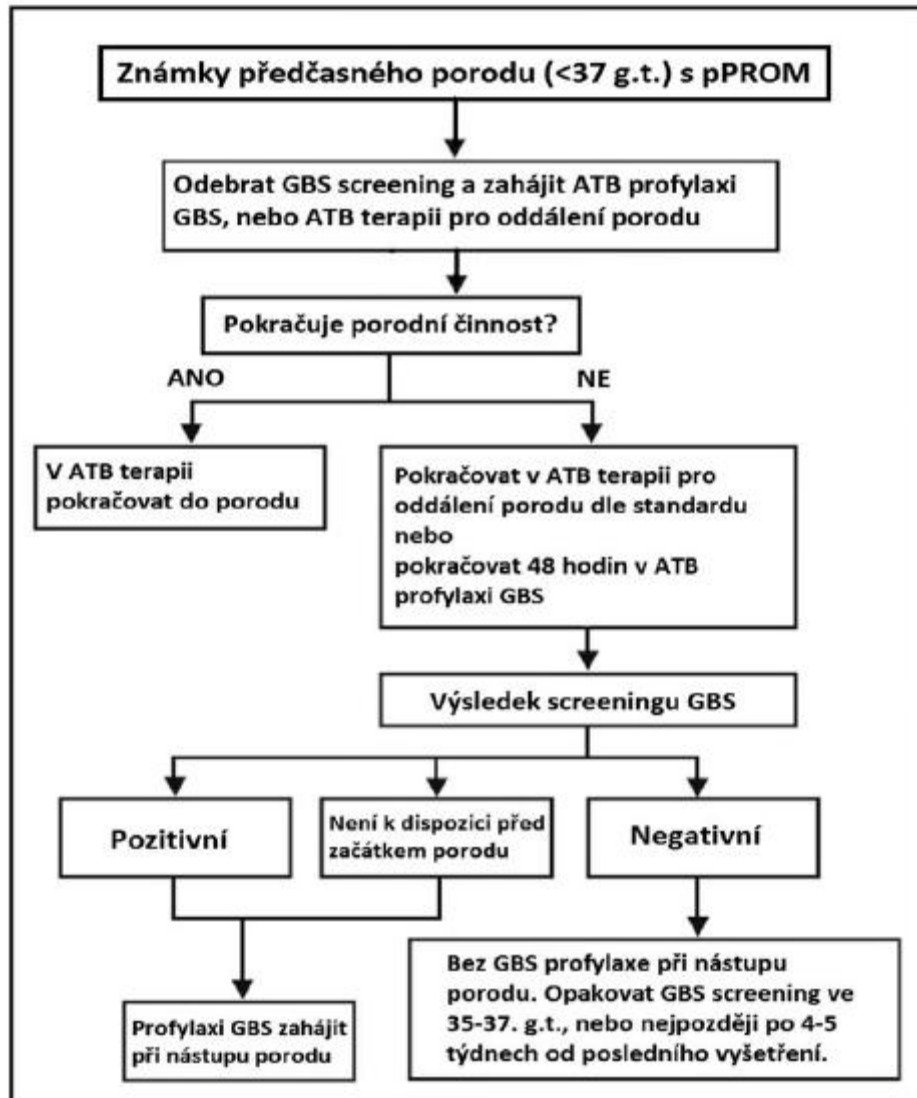 Známky předčasného porodu (<37 g.t.) s pPROM
Odebrat GBS screening a zahájit ATB profylaxi
GBS, nebo ATB terapii pro oddálení porodu
Pokračuje porodní činnost?
ANO
NE
V ATB terapii
pokračovat do porodu
Pokračovat v ATB terapii pro
oddálení porodu dle standardu
nebo
pokračovat 48 hodin v ATB
profylaxi GBS
Výsledek screeningu GBS
Pozitivní
Není k dispozici před
začátkem porodu
Negativní
Profylaxi GBS zahájit
při nástupu porodu
Bez GBS profylaxe při nástupu
porodu. Opakovat GBS screening ve
35-37. g.t., nebo nejpozději po 4-5
týdnech od posledního vyšetření.